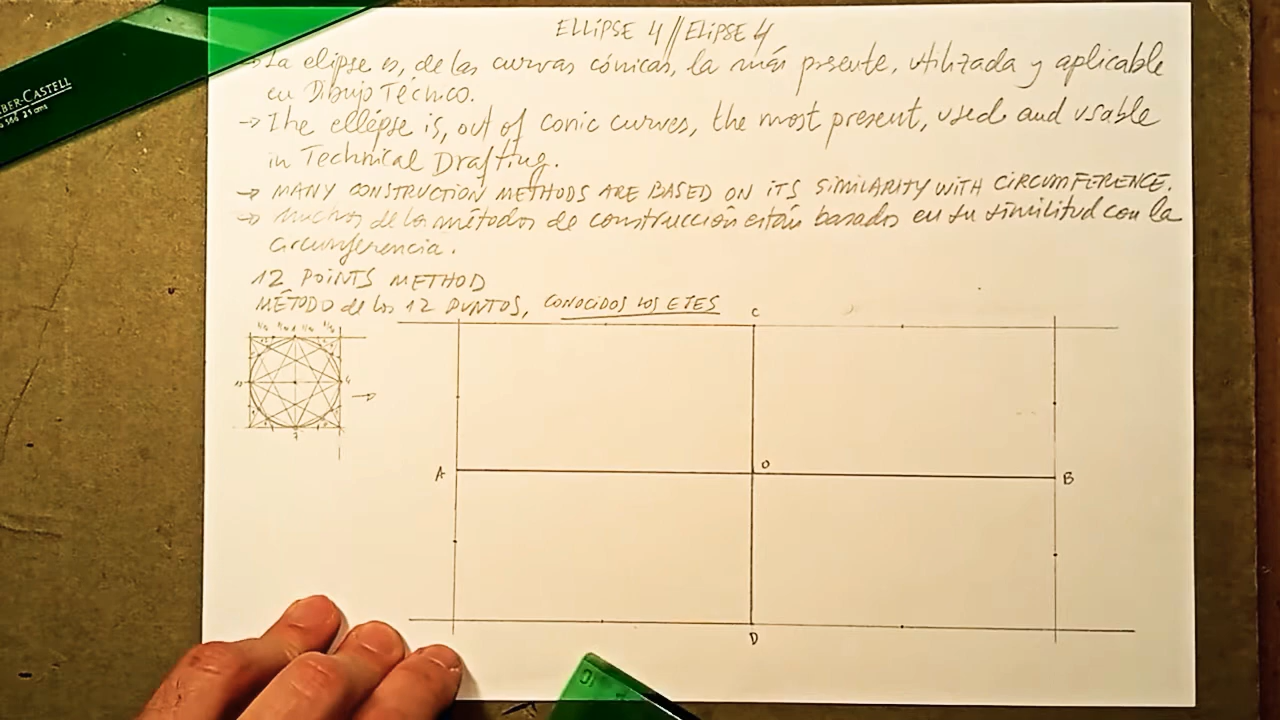 ELLIPSE 4 // ELIPSE 4
→ La elipse es, de las curvas cónicas, la más presente, utilizada y aplicable
en Dibujo Técnico.
→ The ellipse is, out of conic curves, the most present, used and usable
in Technical Drafting.
→ MANY CONSTRUCTION METHODS ARE BASED ON ITS SIMILARITY WITH CIRCUMFERENCE.
→ Muchos de los métodos de construcción están basados en su similitud con la
circunferencia.
12 POINTS METHOD
MÉTODO de los 12 PUNTOS, CONOCIDOS LOS EJES
C
A
O
B
D
BER-CASTELL